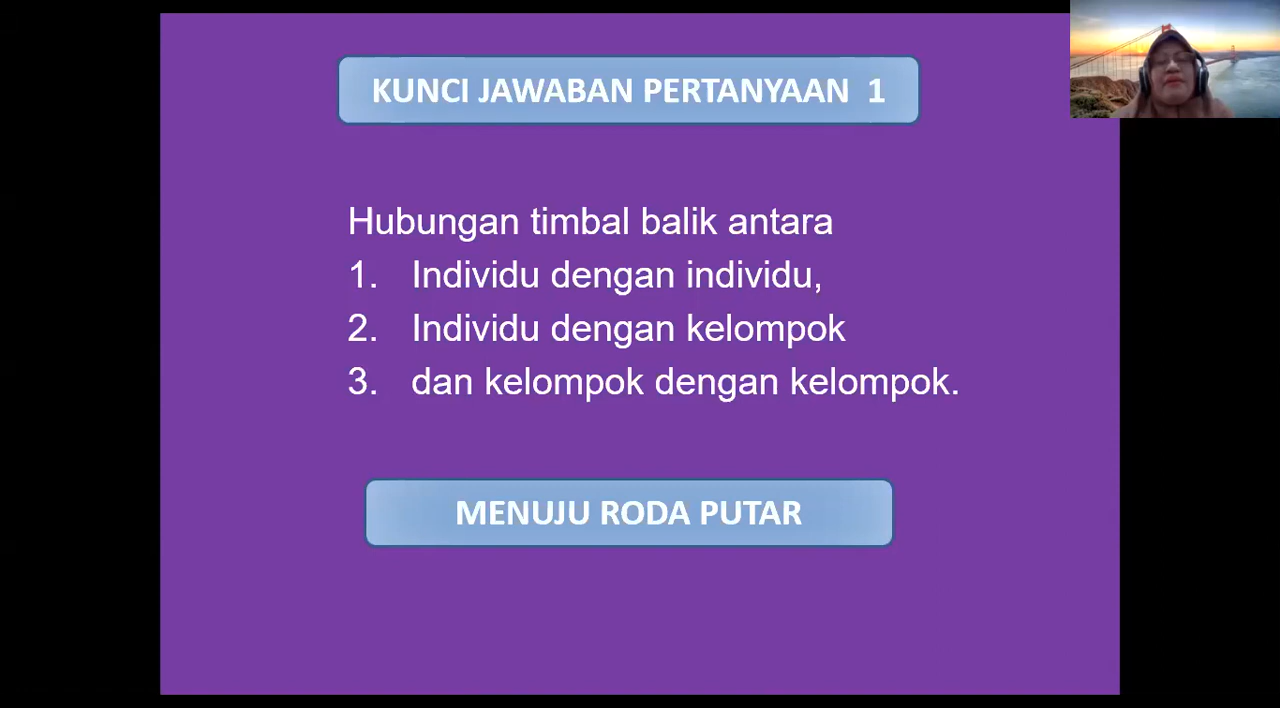 KUNCI JAWABAN PERTANYAAN 1
Hubungan timbal balik antara
1. Individu dengan individu,
2. Individu dengan kelompok
3. dan kelompok dengan kelompok.
MENUJU RODA PUTAR